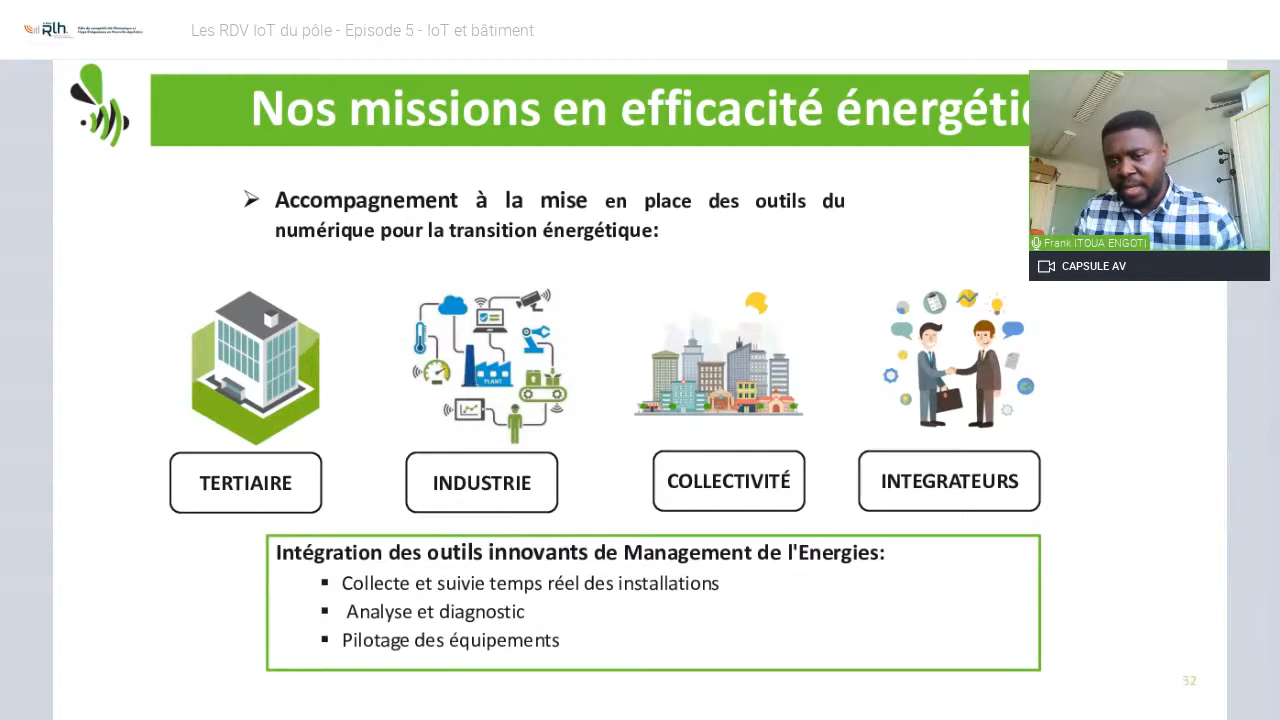 Rlh.
Les RDV IoT du pôle - Episode 5 - IoT et bâtiment
Nos missions en efficacité énergétic
Frank ITOUA ENGOTI
CAPSULE AV
Accompagnement à la mise en place des outils du
numérique pour la transition énergétique:
PLANT
TERTIAIRE
INDUSTRIE
COLLECTIVITÉ
INTEGRATEURS
Intégration des outils innovants de Management de l'Energies:
Collecte et suivie temps réel des installations
Analyse et diagnostic
Pilotage des équipements
32